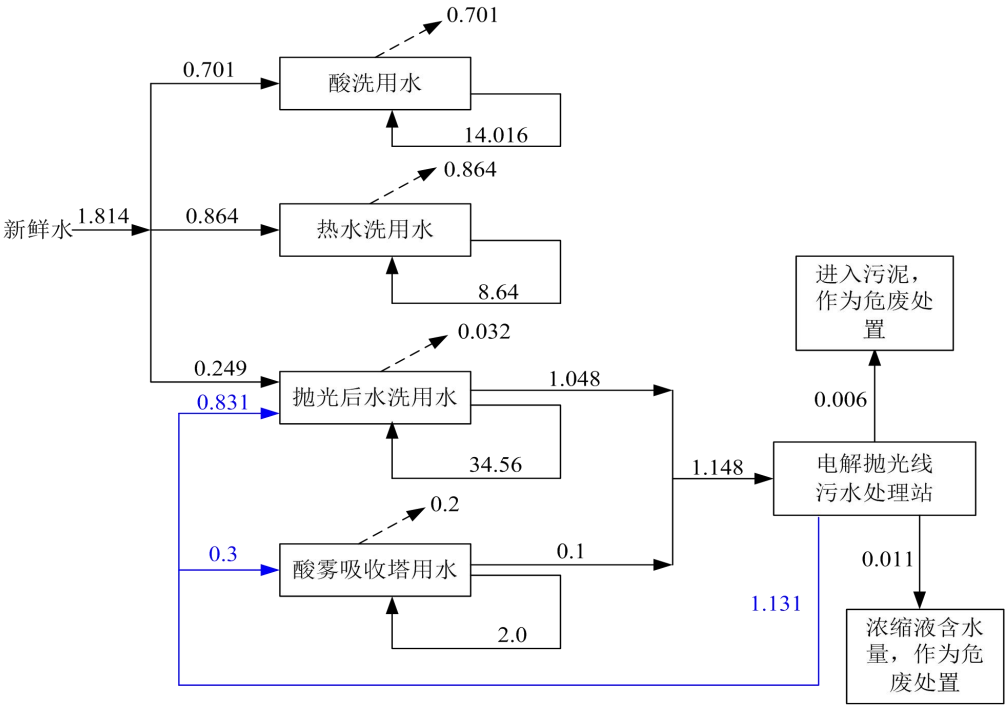 0.701
0.701
酸洗用水
14.016
0.864
新鲜水
1.814
0.864
热水洗用水
8.64
进入污泥，
作为危废处
置
0.032
0.249
1.048
0.831
抛光后水洗用水
0.006
34.56
1.148
电解抛光线
污水处理站
0.2
0.3
0.1
酸雾吸收塔用水
0.011
1.131
2.0
浓缩液含水
量，作为危
废处置